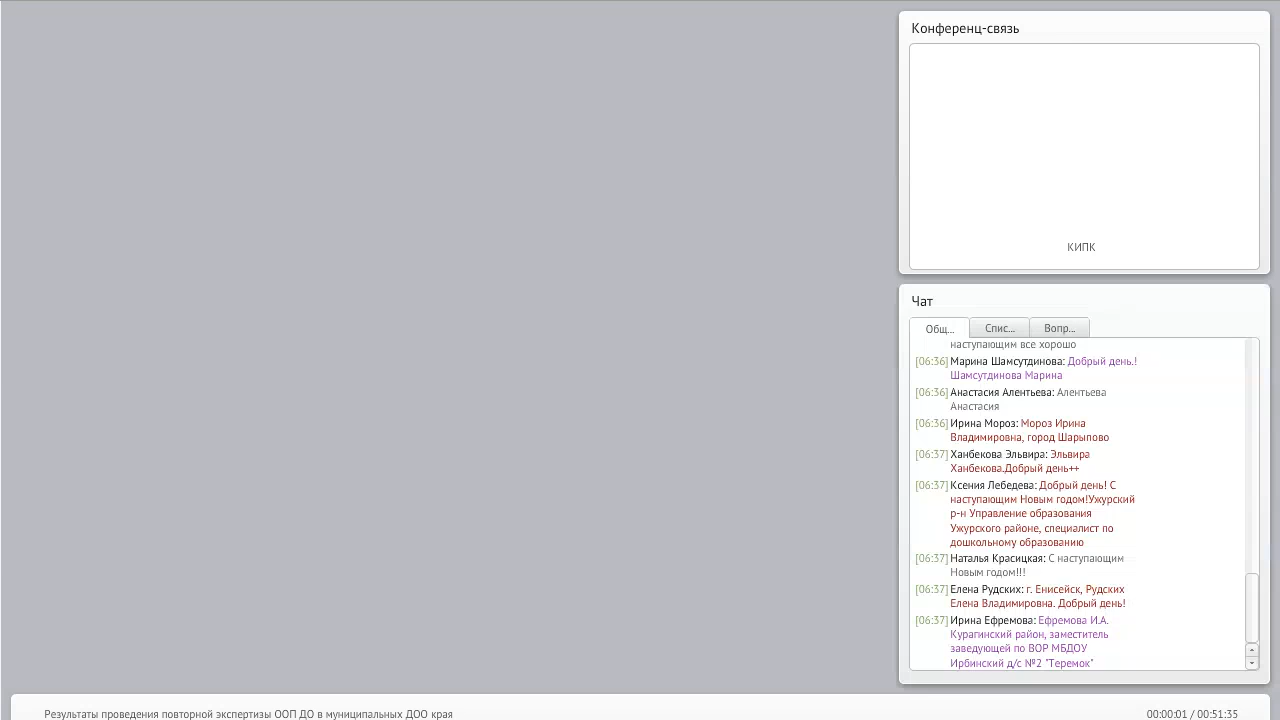 Конференц-связь
КИПК
Чат
Общ... Спис... Вопр...
наступающим все хорошо
[06:36] Марина Шамсутдинова: Добрый день.!
Шамсутдинова Марина
[06:36] Анастасия Алентьева: Алентьева
Анастасия
[06:36] Ирина Мороз: Мороз Ирина
Владимировна, город Шарыпово
[06:37] Ханбекова Эльвира: Эльвира
Ханбекова.Добрый день++
[06:37] Ксения Лебедева: Добрый день! С
наступающим Новым годом!Ужурский
р-н Управление образования
Ужурского районе, специалист по
дошкольному образованию
[06:37] Наталья Красицкая: С наступающим
Новым годом!!!
[06:37] Елена Рудских: г. Енисейск, Рудских
Елена Владимировна. Добрый день!
[06:37] Ирина Ефремова: Ефремова И.А.
Курагинский район, заместитель
заведующей по ВОР МБДОУ
Ирбинский д/с №2 "Теремок"
Результаты проведения повторной экспертизы ООП ДО в муниципальных ДОО края
00:00:01 / 00:51:35